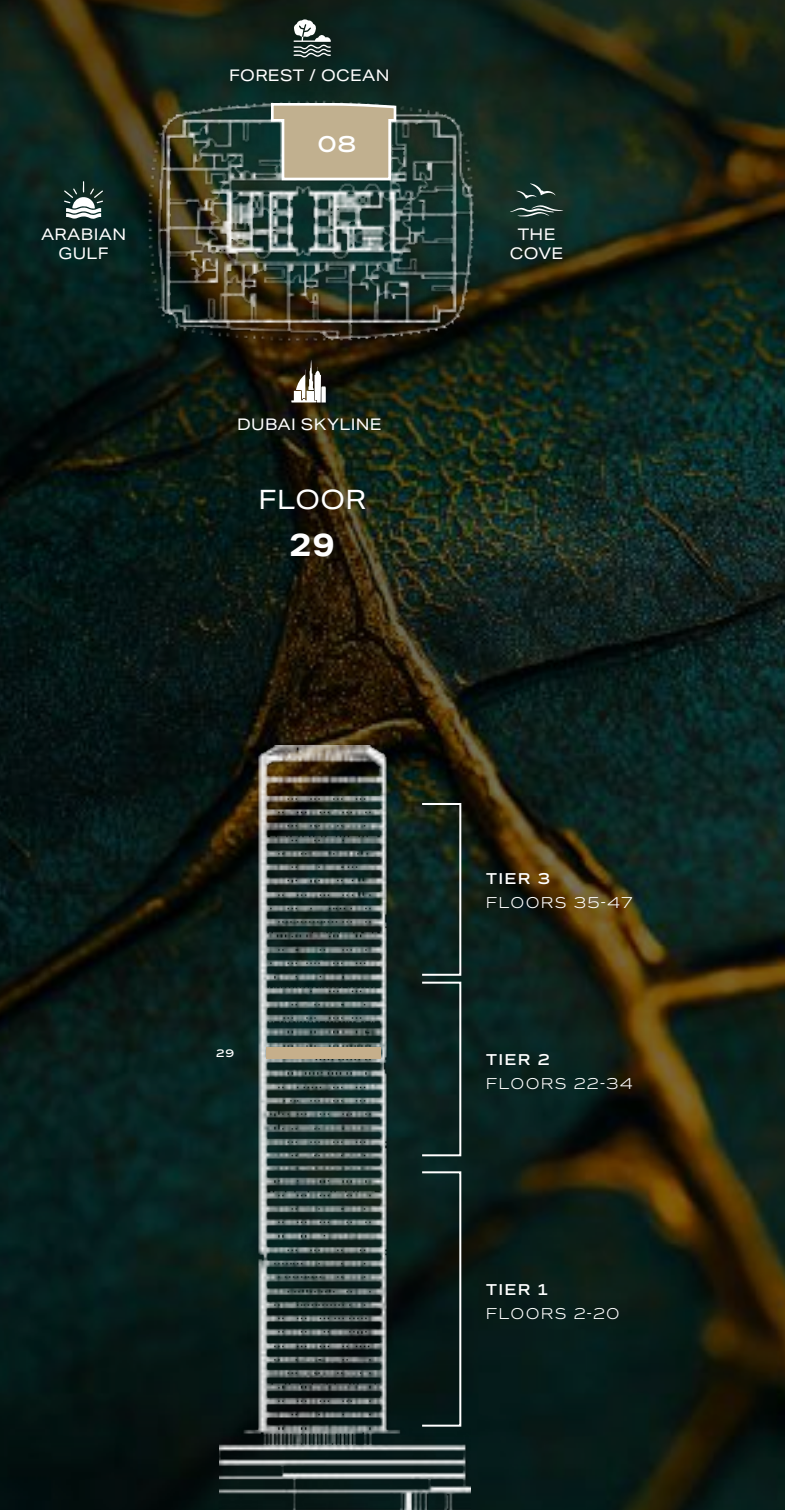 FOREST / OCEAN
08
ARABIAN
GULF
THE
COVE
DUBAI SKYLINE
FLOOR
29
TIER 3
FLOORS 35-47
29
TIER 2
FLOORS 22-34
TIER 1
FLOORS 2-20